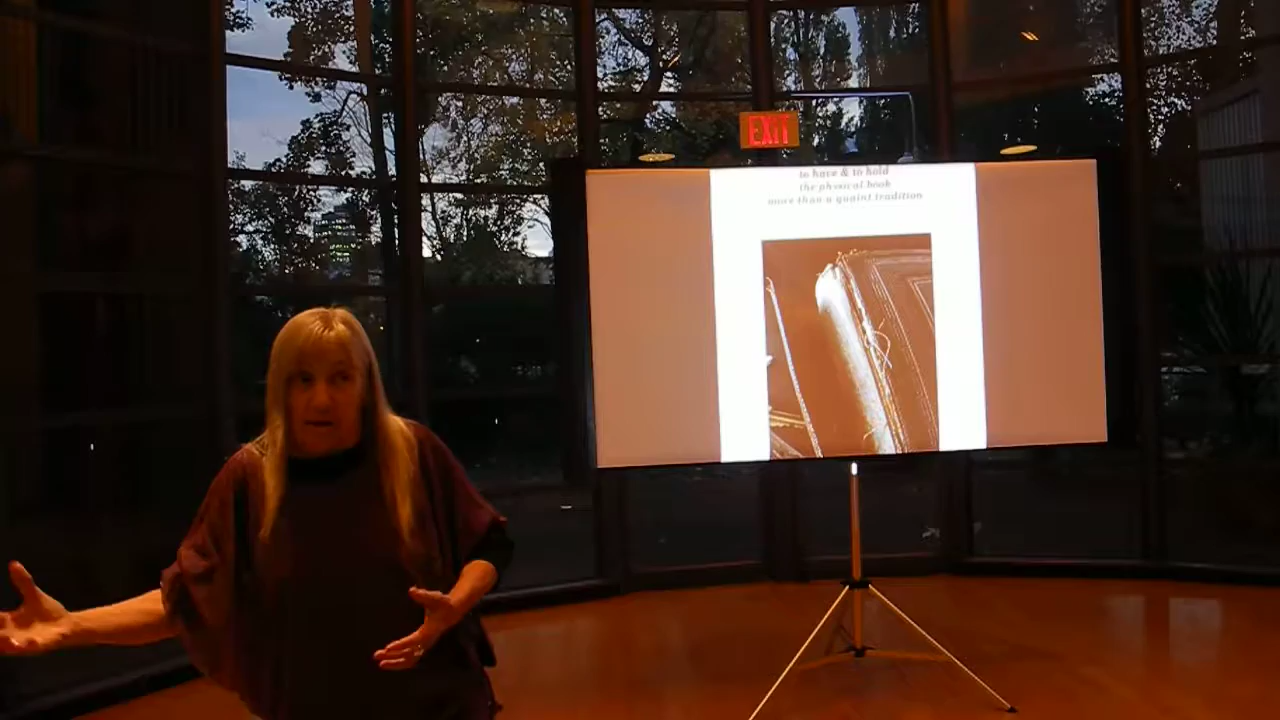 EXIT
to have & to hold
the physical book
more than a quaint tradition